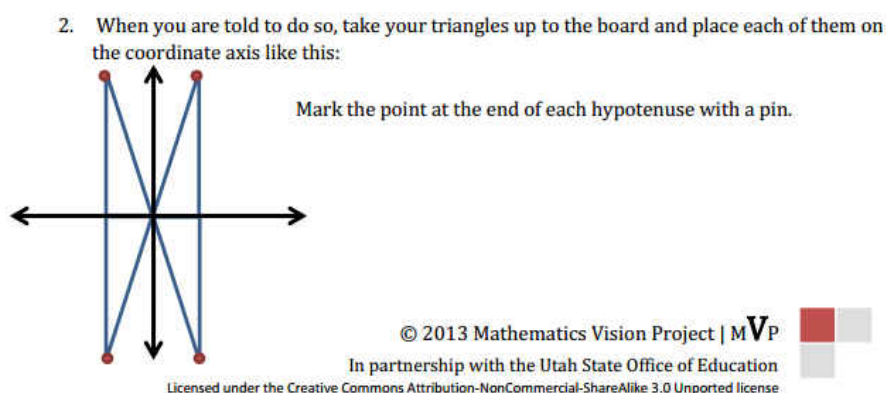 2. When you are told to do so, take your triangles up to the board and place each of them on
the coordinate axis like this:
Mark the point at the end of each hypotenuse with a pin.
© 2013 Mathematics Vision Project | MVP
In partnership with the Utah State Office of Education
Licensed under the Creative Commons Attribution-NonCommercial-ShareAlike 3.0 Unported license